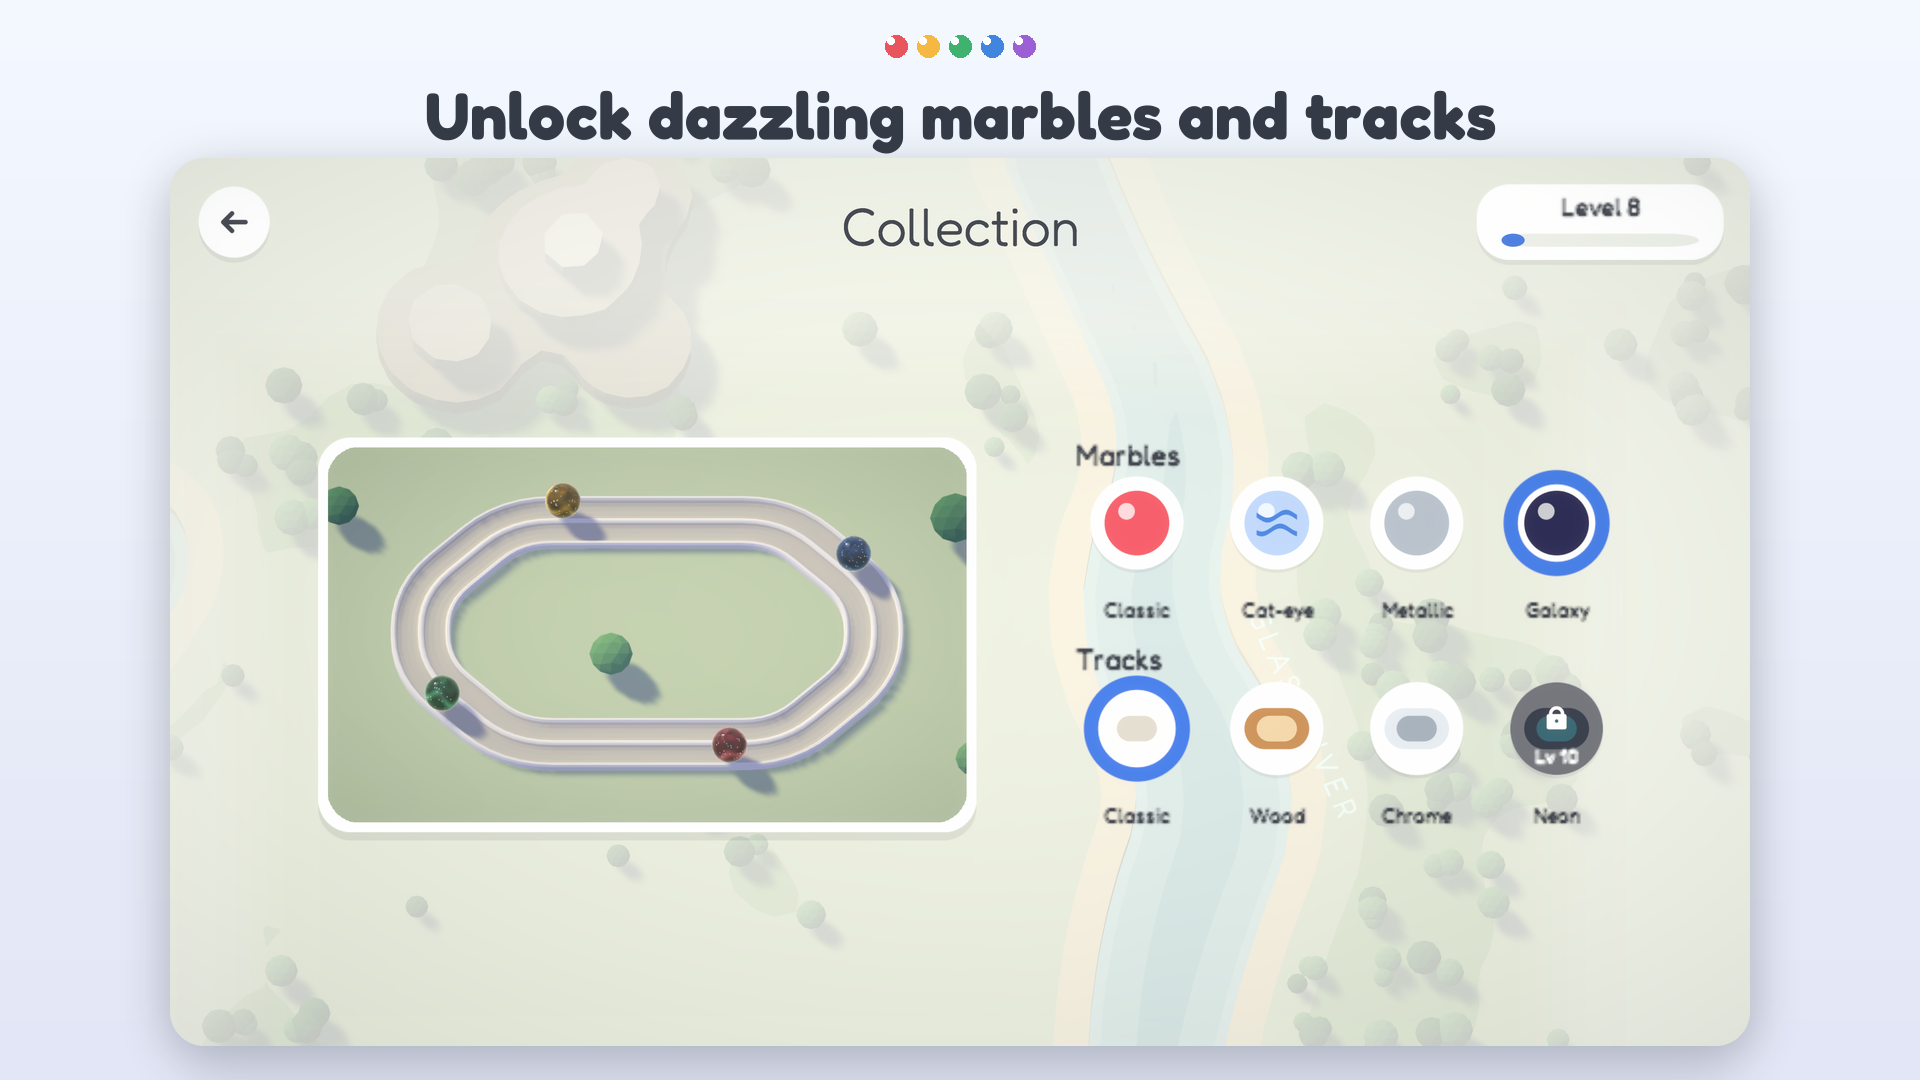 Unlock dazzling marbles and tracks
Collection
Level 8
Marbles
Classic
Cat-eye
Metallic
Galaxy
Tracks
Lv 10
Classic
Wood
Chrome
Neon